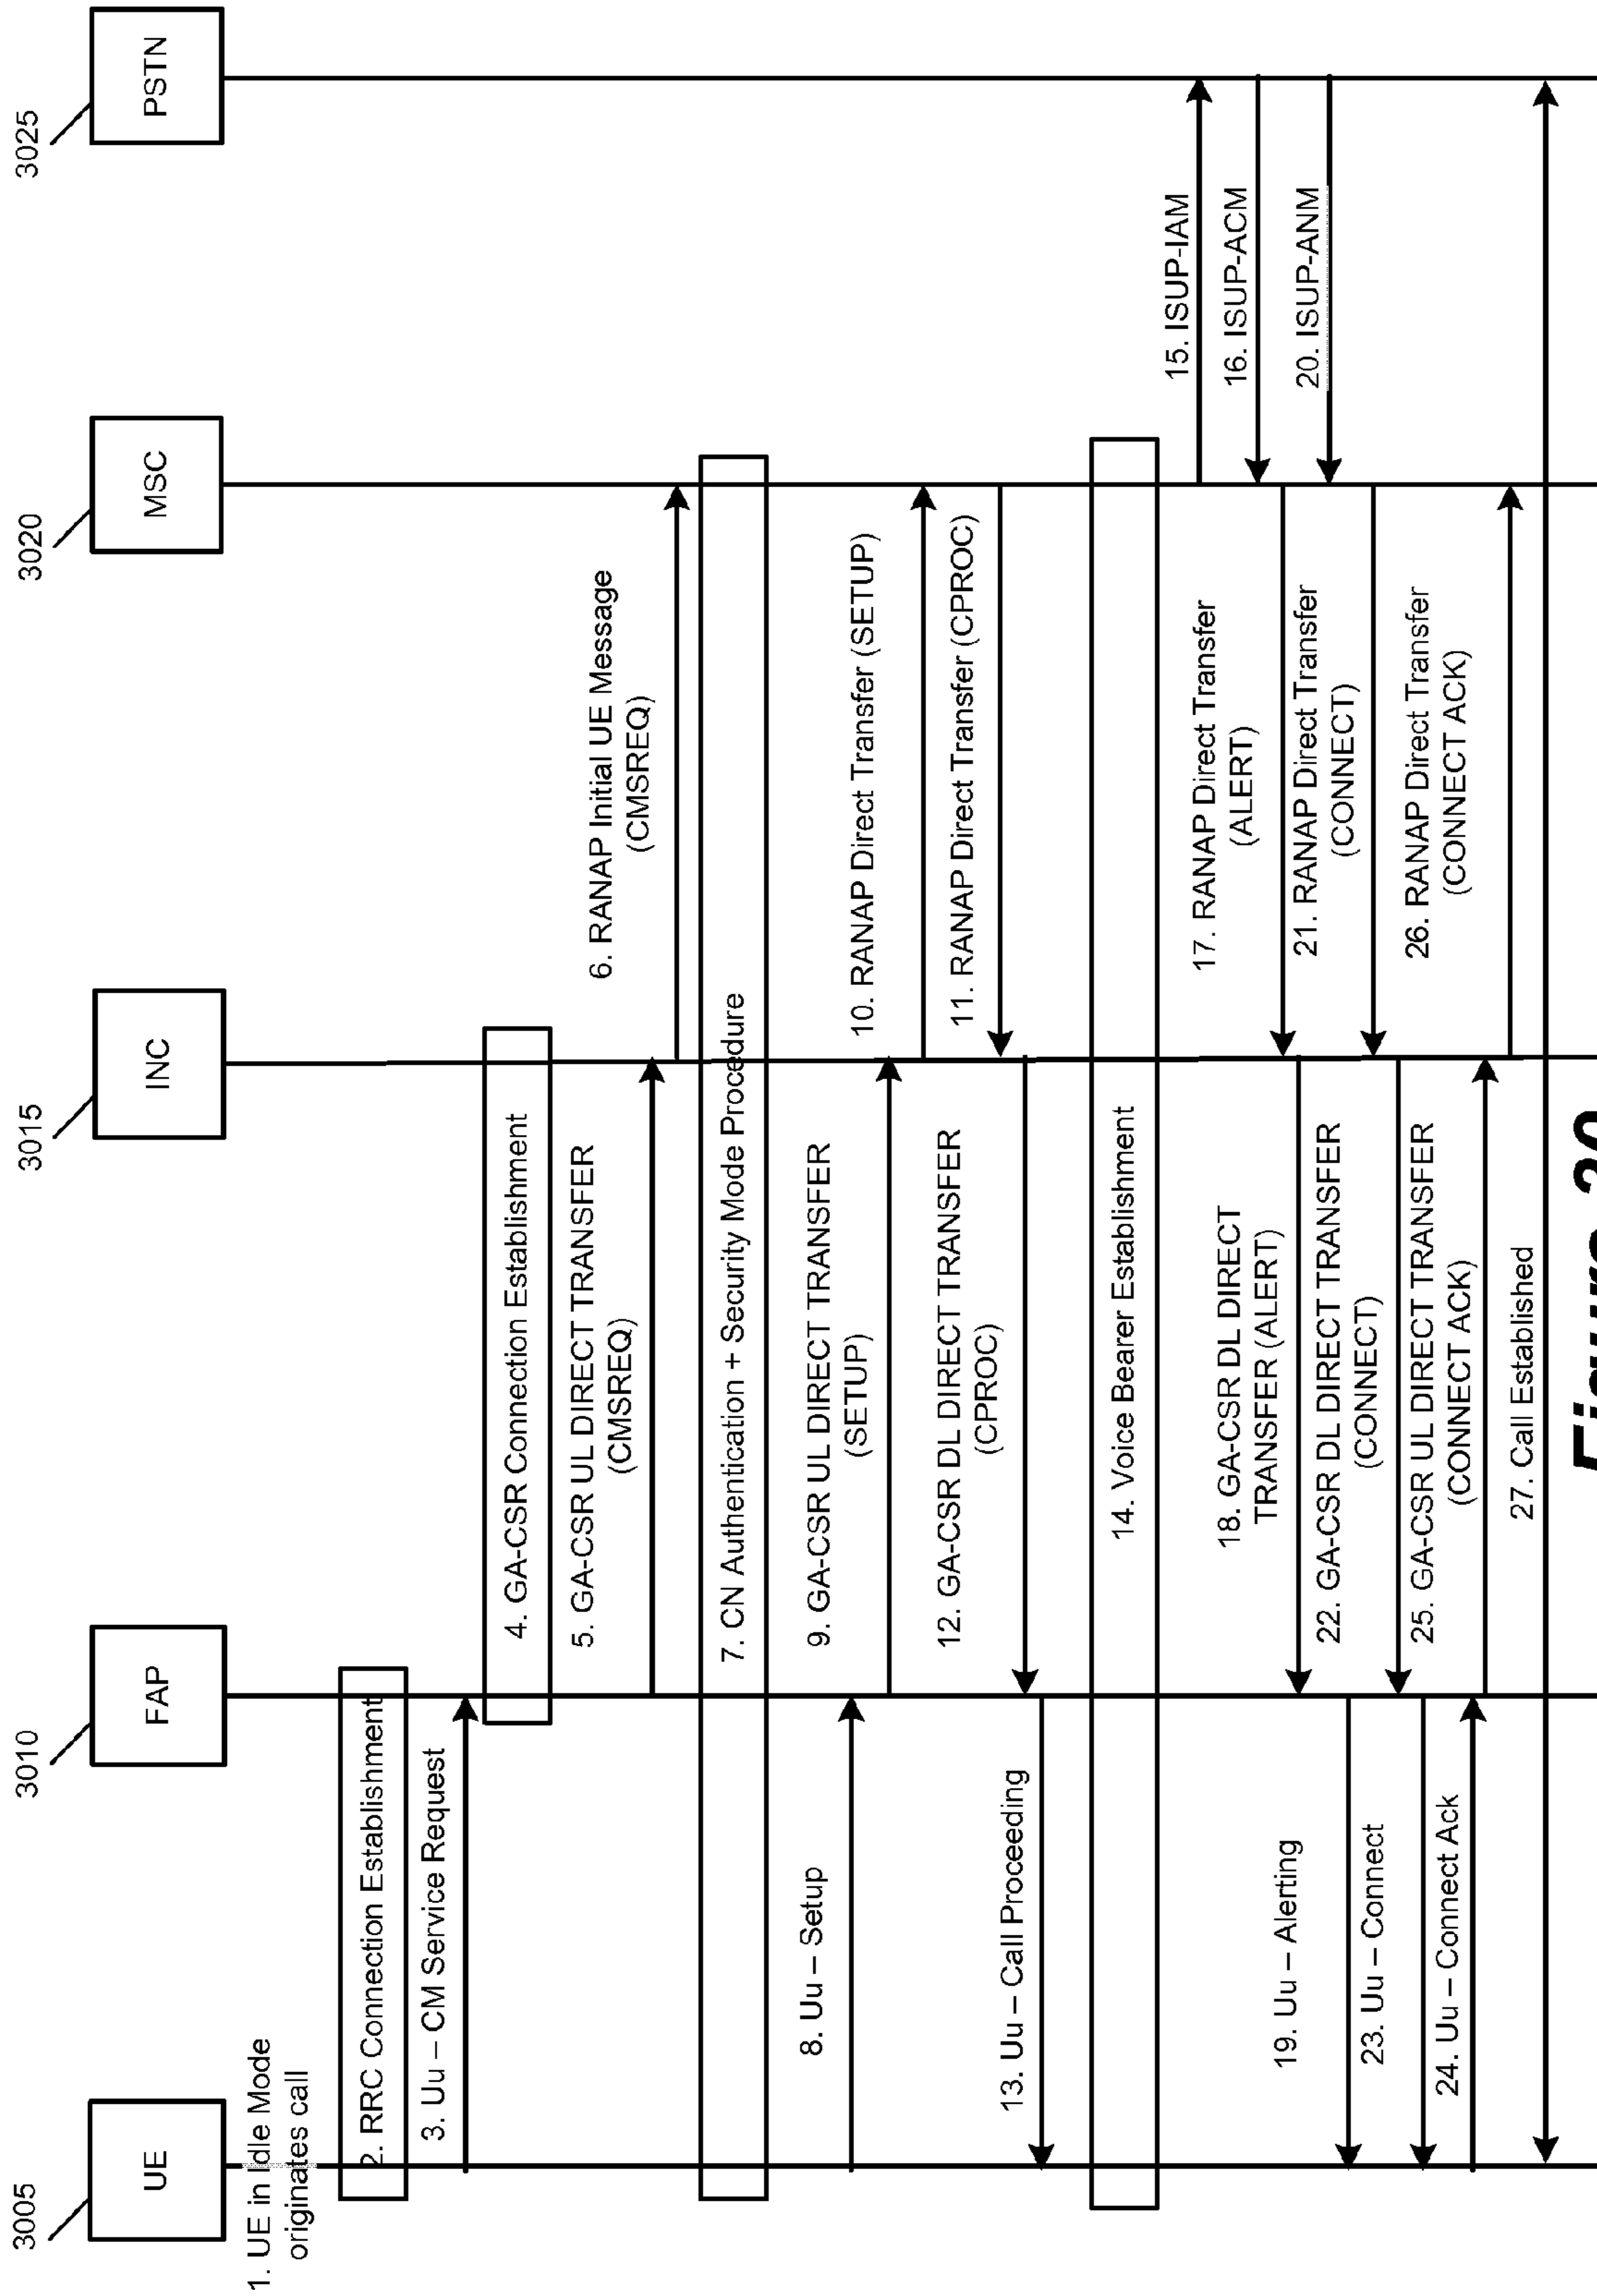 3005
3010
3015
3020
3025
UE
FAP
INC
MSC
PSTN
1. UE in Idle Mode
originates call
2. RRC Connection Establishment
3. Uu – CM Service Request
4. GA-CSR Connection Establishment
5. GA-CSR UL DIRECT TRANSFER
(CMSREQ)
6. RANAP Initial UE Message
(CMSREQ)
7. CN Authentication + Security Mode Procedure
8. Uu – Setup
9. GA-CSR UL DIRECT TRANSFER
(SETUP)
10. RANAP Direct Transfer (SETUP)
11. RANAP Direct Transfer (CPROC)
12. GA-CSR DL DIRECT TRANSFER
(CPROC)
13. Uu – Call Proceeding
14. Voice Bearer Establishment
15. ISUP-IAM
16. ISUP-ACM
17. RANAP Direct Transfer
(ALERT)
18. GA-CSR DL DIRECT
TRANSFER (ALERT)
19. Uu – Alerting
20. ISUP-ANM
21. RANAP Direct Transfer
(CONNECT)
22. GA-CSR DL DIRECT TRANSFER
(CONNECT)
23. Uu – Connect
24. Uu – Connect Ack
25. GA-CSR UL DIRECT TRANSFER
(CONNECT ACK)
26. RANAP Direct Transfer
(CONNECT ACK)
27. Call Established
Figure